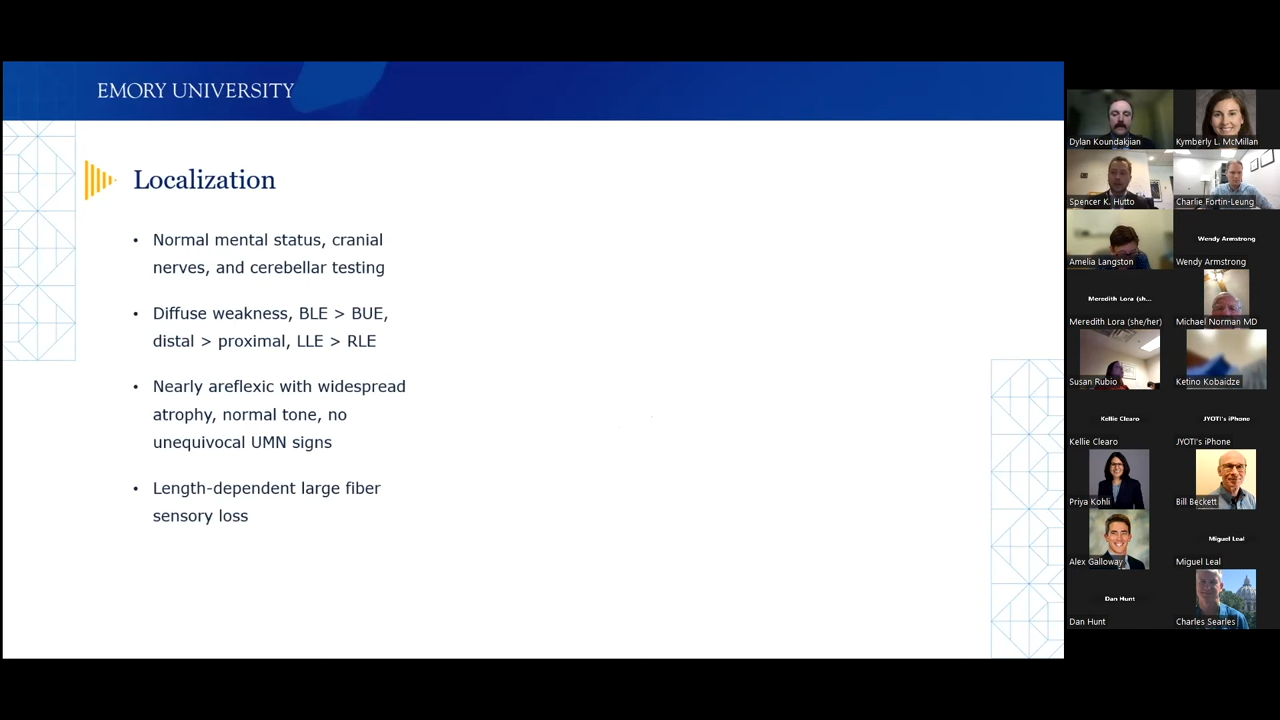 EMORY UNIVERSITY
Localization
• Normal mental status, cranial
nerves, and cerebellar testing
• Diffuse weakness, BLE > BUE,
distal > proximal, LLE > RLE
• Nearly areflexic with widespread
atrophy, normal tone, no
unequivocal UMN signs
• Length-dependent large fiber
sensory loss
Dylan Koundakjian
Kymberly L. McMillan
Spencer K. Hutto
Charlie Fortin-Leung
Amelia Langston
Wendy Armstrong
Wendy Armstrong
Meredith Lora (sh...
Meredith Lora (she/her)
Michael Norman MD
Susan Rubio
Ketino Kobaidze
Kellie Clearo
Kellie Clearo
JYOTI's iPhone
JYOTI's iPhone
Priya Kohli
Bill Beckett
Alex Galloway
Miguel Leal
Miguel Leal
Dan Hunt
Dan Hunt
Charles Searles